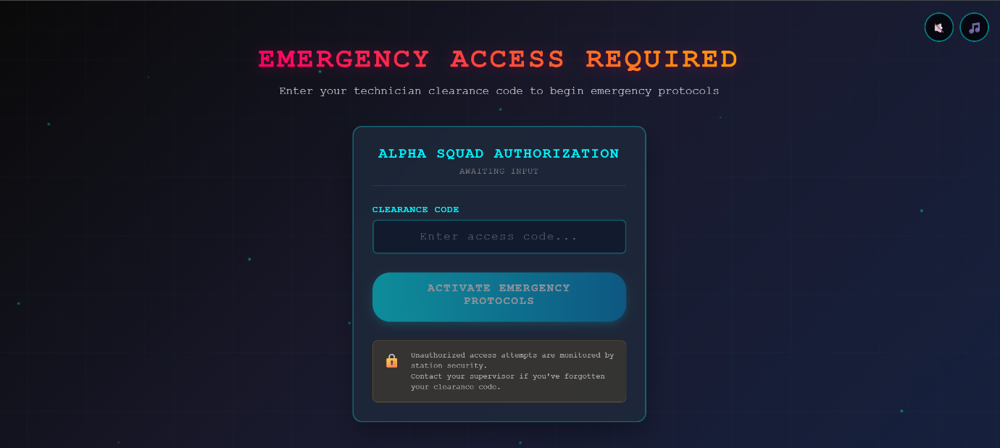 EMERGENCY ACCESS REQUIRED
Enter your technician clearance code to begin emergency protocols
ALPHA SQUAD AUTHORIZATION
AWAITING INPUT
CLEARANCE CODE
Enter access code...
ACTIVATE EMERGENCY
PROTOCOLS
Unauthorized access attempts are monitored by
station security.
Contact your supervisor if you've forgotten
your clearance code.